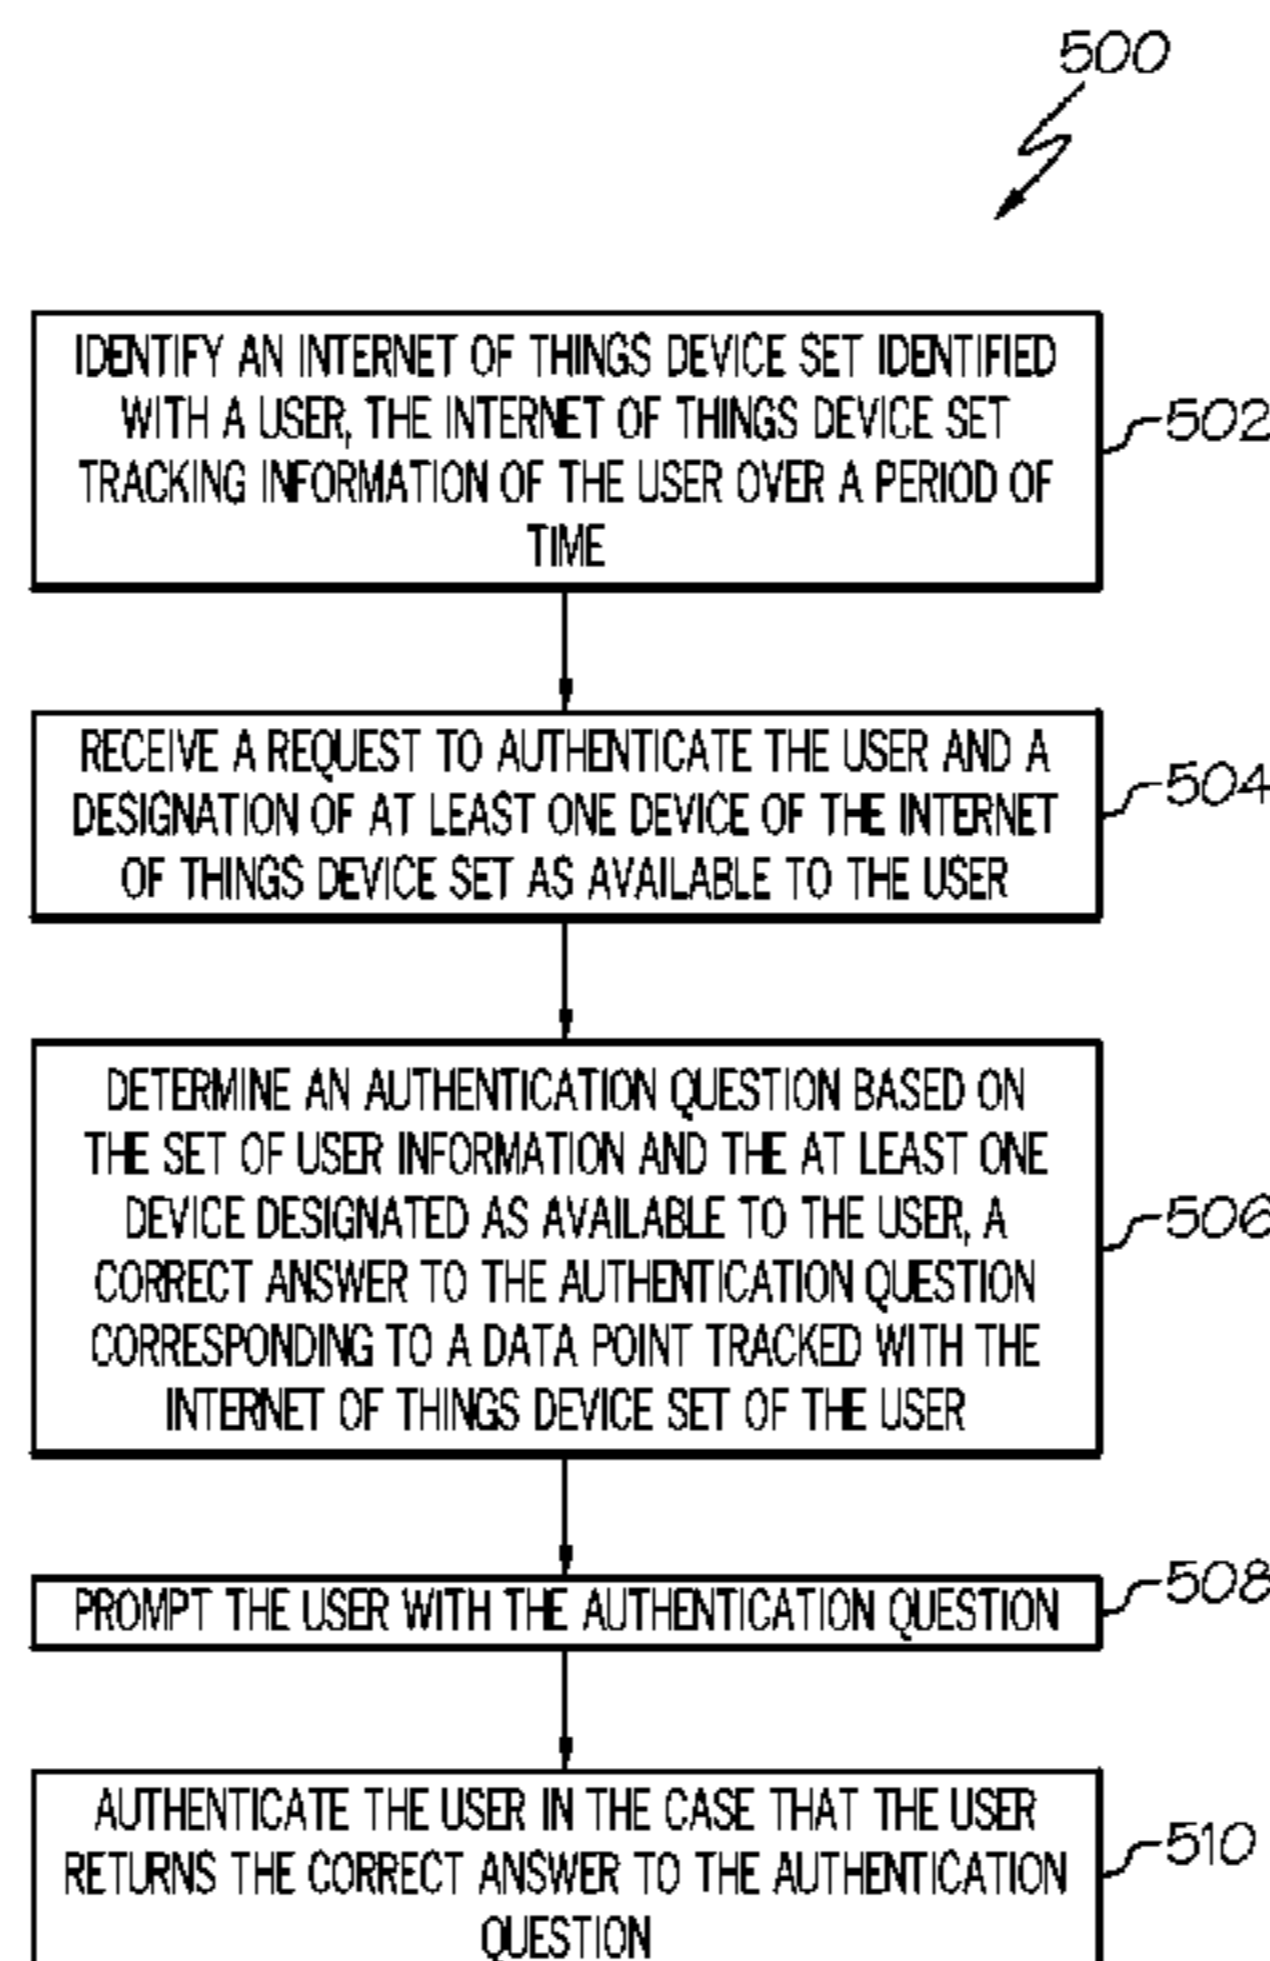 500
IDENTIFY AN INTERNET OF THINGS DEVICE SET IDENTIFIED
WITH A USER, THE INTERNET OF THINGS DEVICE SET
TRACKING INFORMATION OF THE USER OVER A PERIOD OF
TIME
502
RECEIVE A REQUEST TO AUTHENTICATE THE USER AND A
DESIGNATION OF AT LEAST ONE DEVICE OF THE INTERNET
OF THINGS DEVICE SET AS AVAILABLE TO THE USER
504
DETERMINE AN AUTHENTICATION QUESTION BASED ON
THE SET OF USER INFORMATION AND THE AT LEAST ONE
DEVICE DESIGNATED AS AVAILABLE TO THE USER, A
CORRECT ANSWER TO THE AUTHENTICATION QUESTION
CORRESPONDING TO A DATA POINT TRACKED WITH THE
INTERNET OF THINGS DEVICE SET OF THE USER
506
PROMPT THE USER WITH THE AUTHENTICATION QUESTION
508
AUTHENTICATE THE USER IN THE CASE THAT THE USER
RETURNS THE CORRECT ANSWER TO THE AUTHENTICATION
QUESTION
510